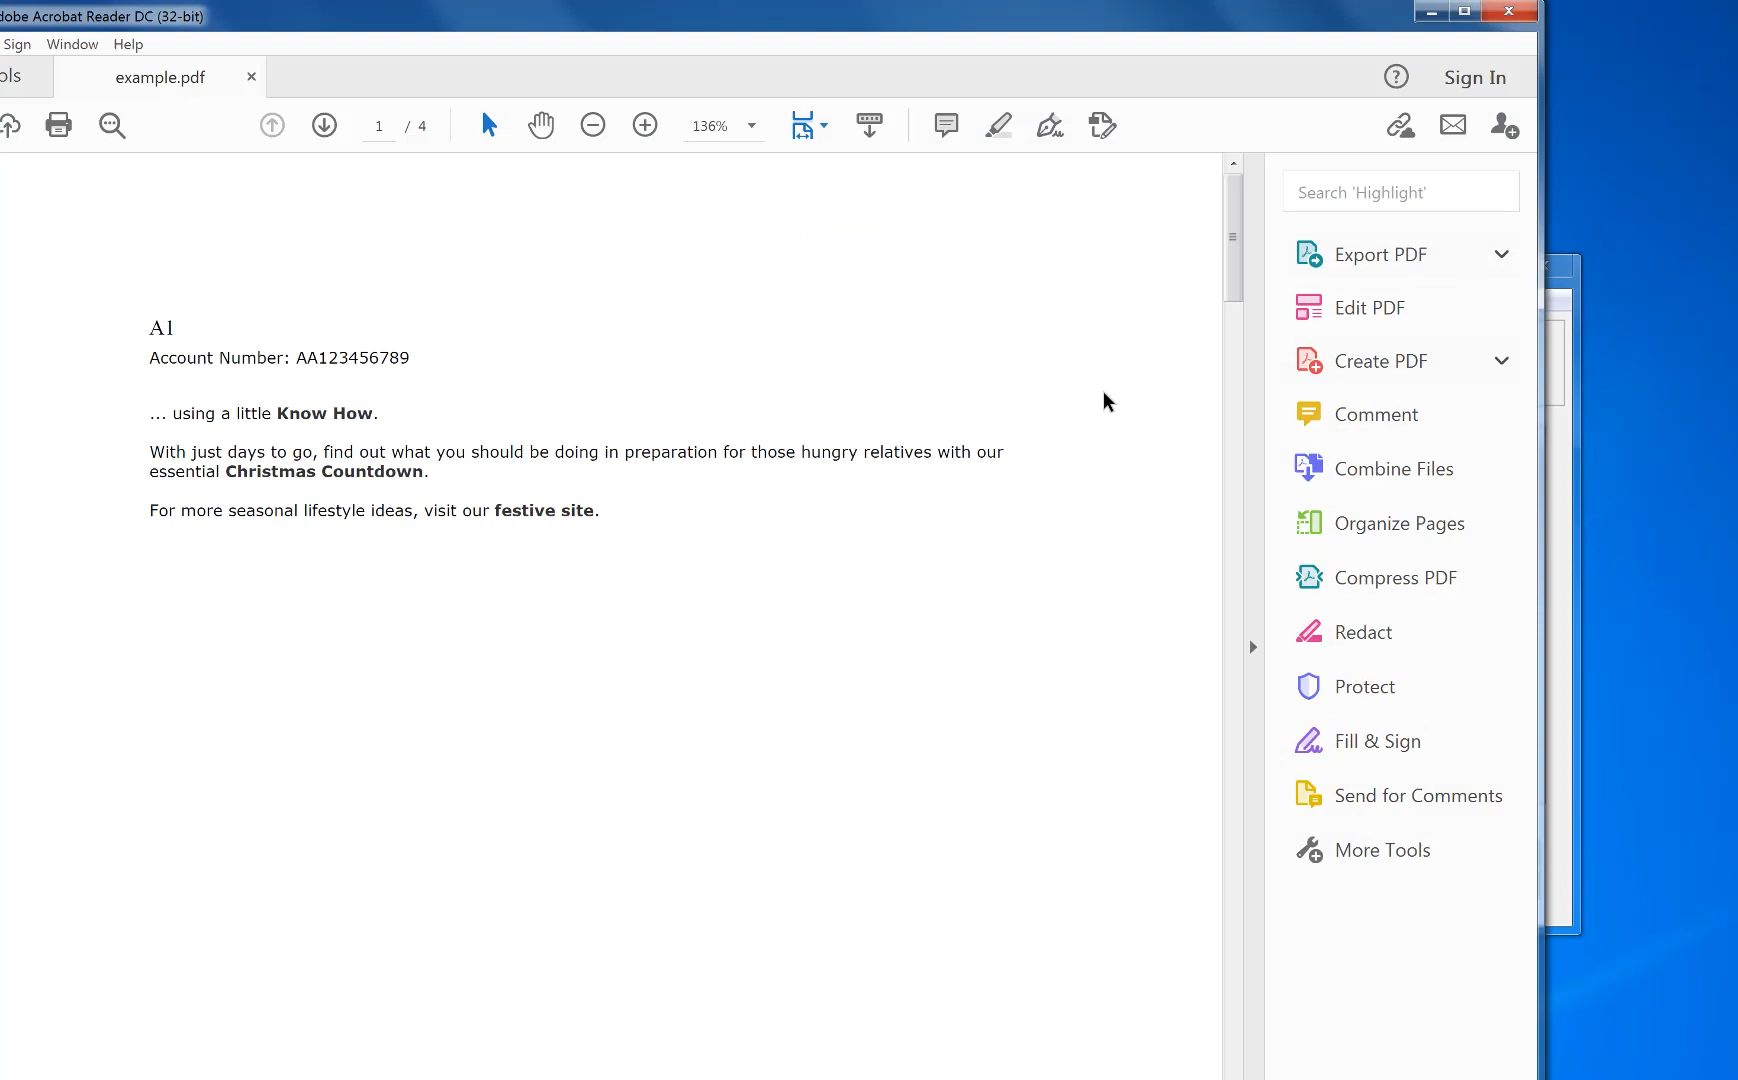 dobe Acrobat Reader DC (32-bit)
Sign Window Help
ols
example.pdf
Sign In
1 / 4
136%
Search 'Highlight'
Export PDF
Edit PDF
Create PDF
Comment
Combine Files
Organize Pages
Compress PDF
Redact
Protect
Fill & Sign
Send for Comments
More Tools
A1
Account Number: AA123456789
... using a little Know How.
With just days to go, find out what you should be doing in preparation for those hungry relatives with our
essential Christmas Countdown.
For more seasonal lifestyle ideas, visit our festive site.